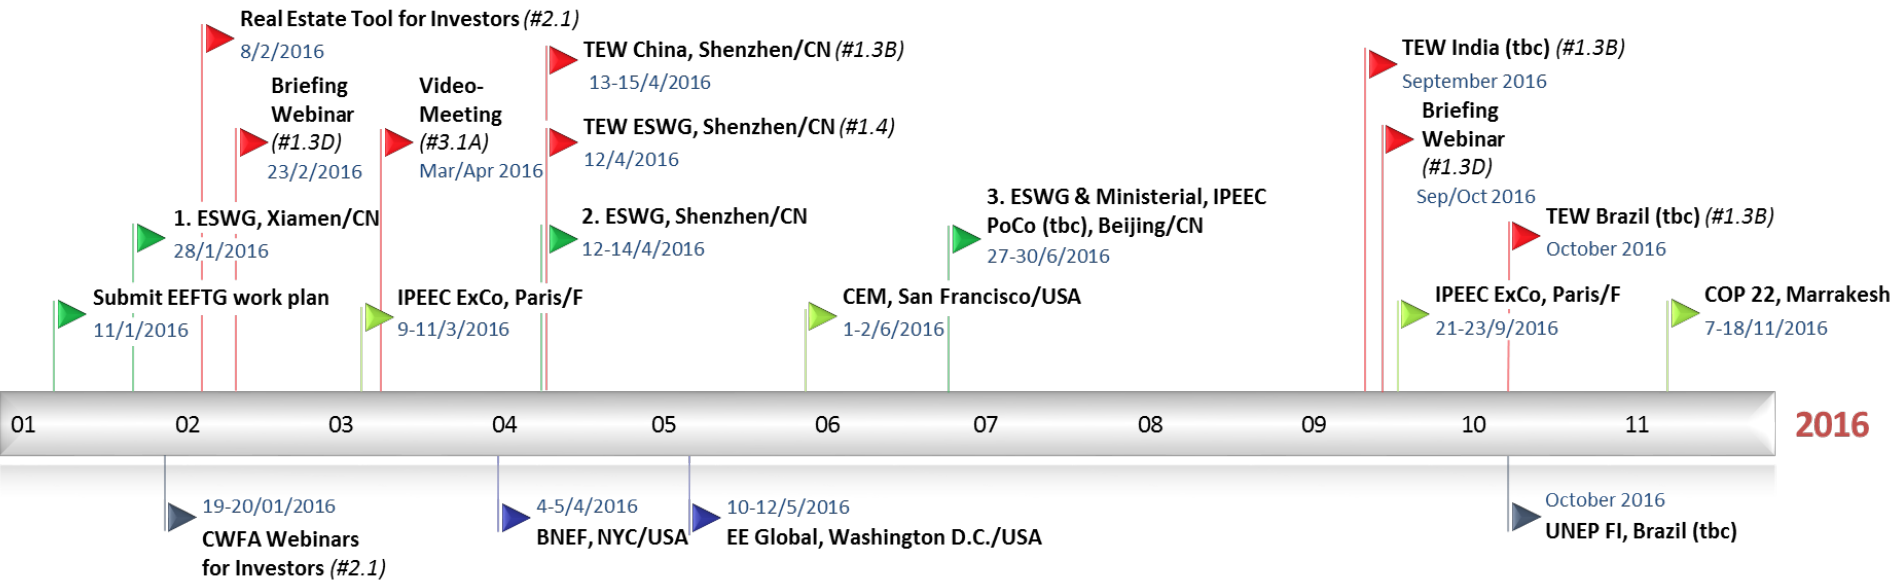 Real Estate Tool for Investors (#2.1)
8/2/2016
Briefing
Webinar
(#1.3D)
23/2/2016
Video-
Meeting
(#3.1A)
Mar/Apr 2016
TEW China, Shenzhen/CN (#1.3B)
13-15/4/2016
TEW ESWG, Shenzhen/CN (#1.4)
12/4/2016
TEW India (tbc) (#1.3B)
September 2016
Briefing
Webinar
(#1.3D)
Sep/Oct 2016
1. ESWG, Xiamen/CN
28/1/2016
2. ESWG, Shenzhen/CN
12-14/4/2016
3. ESWG & Ministerial, IPEEC
PoCo (tbc), Beijing/CN
27-30/6/2016
TEW Brazil (tbc) (#1.3B)
October 2016
Submit EEFTG work plan
11/1/2016
IPEEC ExCo, Paris/F
9-11/3/2016
CEM, San Francisco/USA
1-2/6/2016
IPEEC ExCo, Paris/F
21-23/9/2016
COP 22, Marrakesh
7-18/11/2016
01 02 03 04 05 06 07 08 09 10 11 2016
19-20/01/2016
CWFA Webinars
for Investors (#2.1)
4-5/4/2016
BNEF, NYC/USA
10-12/5/2016
EE Global, Washington D.C./USA
October 2016
UNEP FI, Brazil (tbc)